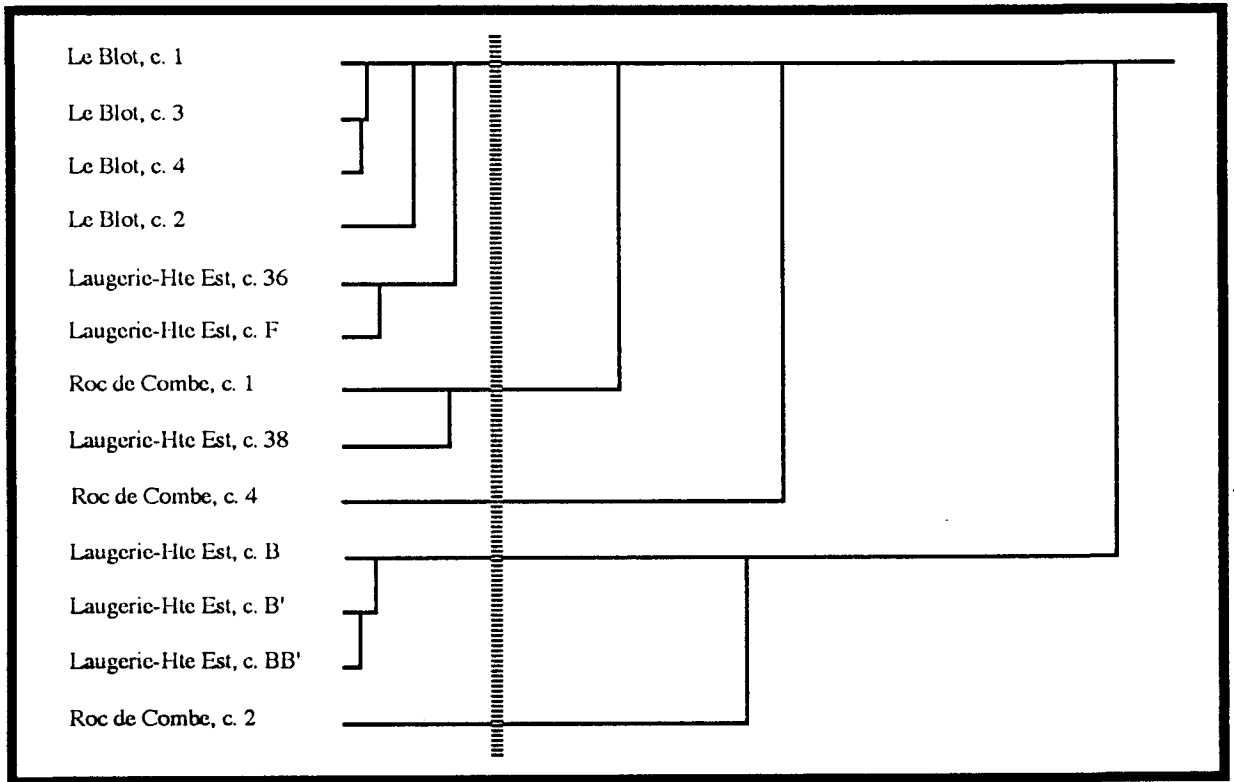 Le Blot, c. 1
Le Blot, c. 3
Le Blot, c. 4
Le Blot, c. 2
Laugerie-Hte Est, c. 36
Laugerie-Hte Est, c. F
Roc de Combe, c. 1
Laugerie-Hte Est, c. 38
Roc de Combe, c. 4
Laugerie-Hte Est, c. B
Laugerie-Hte Est, c. B'
Laugerie-Hte Est, c. BB'
Roc de Combe, c. 2